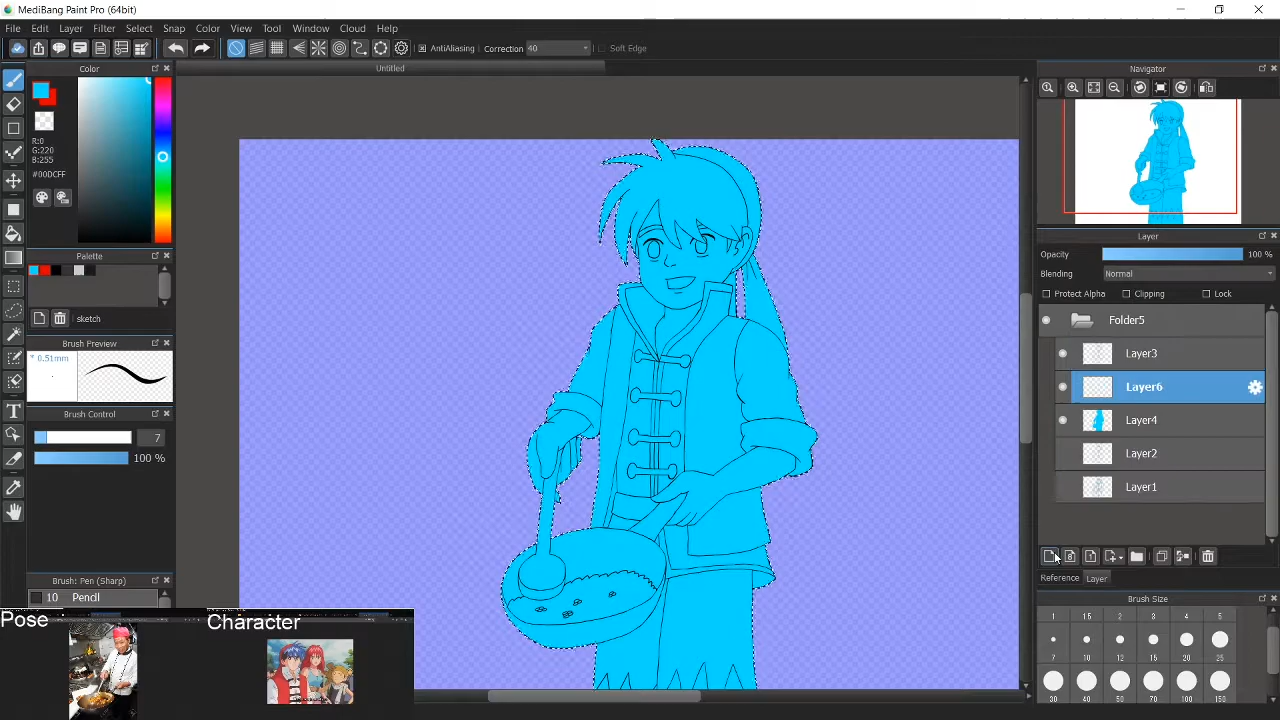 MediBang Paint Pro (64bit)
File Edit Layer Filter Select Snap Color View Tool Window Cloud Help
AntiAliasing Correction 40 Soft Edge
Color
Untitled
Navigator
R:0
G:220
B:255
#00DCFF
Layer
Opacity 100 %
Palette
Blending Normal
Protect Alpha Clipping Lock
sketch
Folder5
Brush Preview
* 0.51mm
Layer3
Layer6
Brush Control
Layer4
7
100 %
Layer2
Layer1
Reference Layer
Brush: Pen (Sharp)
10 Pencil
Brush Size
Pose
Character
1 1.5 2 3 4 5
7 10 12 15 20 25
30 40 50 70 100 150